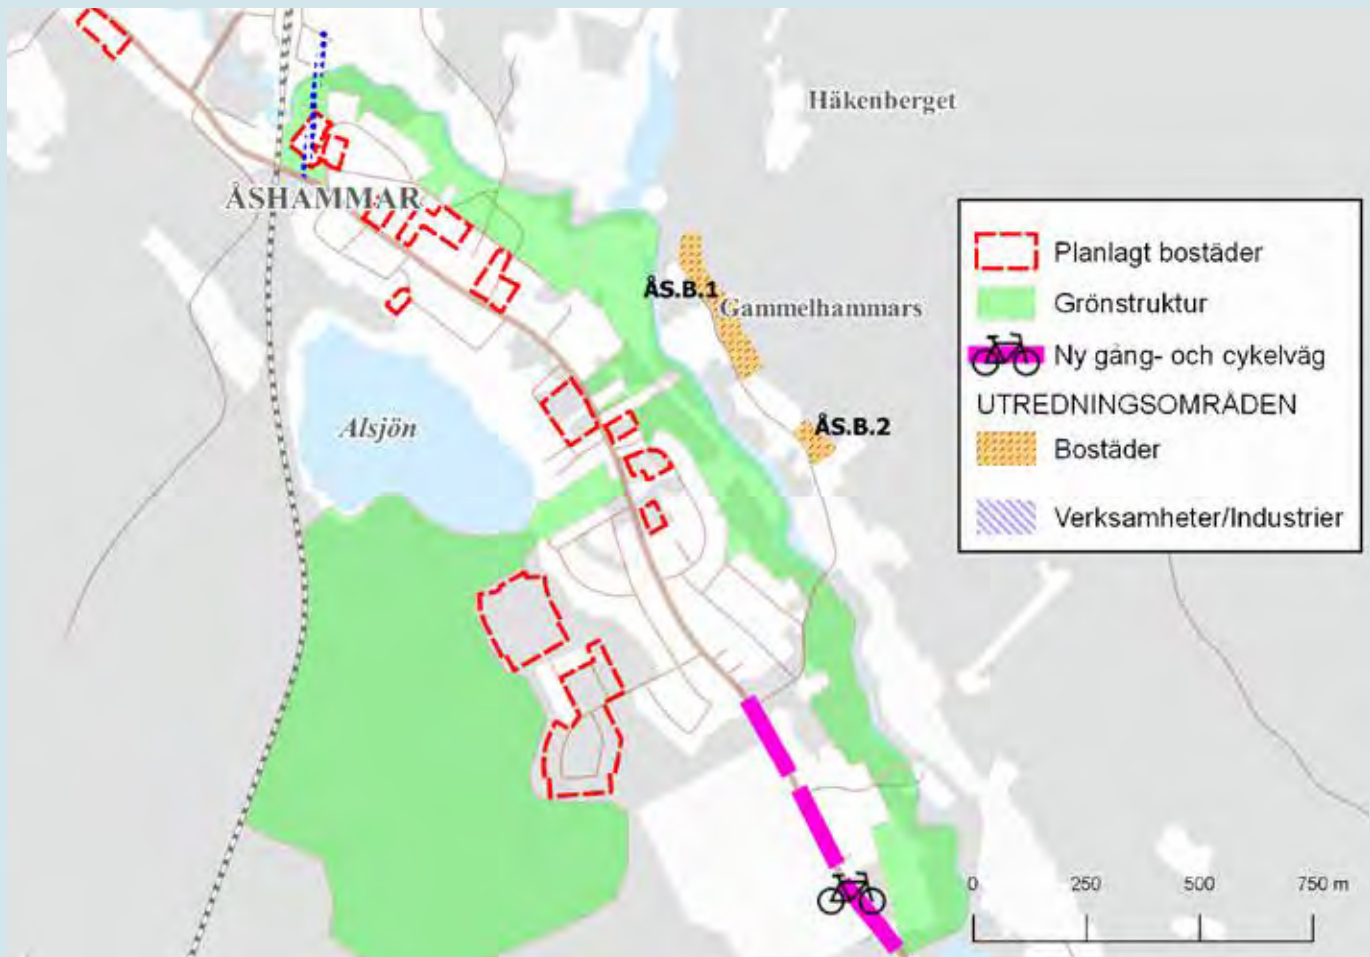 Häkenberget
ÅSHAMMAR
ÅS.B.1
Gammelhammars
Alsjön
ÅS.B.2
Planlagt bostäder
Grönstruktur
Ny gång- och cykelväg
UTREDNINGSOMRÅDEN
Bostäder
Verksamheter/Industrier
0 250 500 750 m